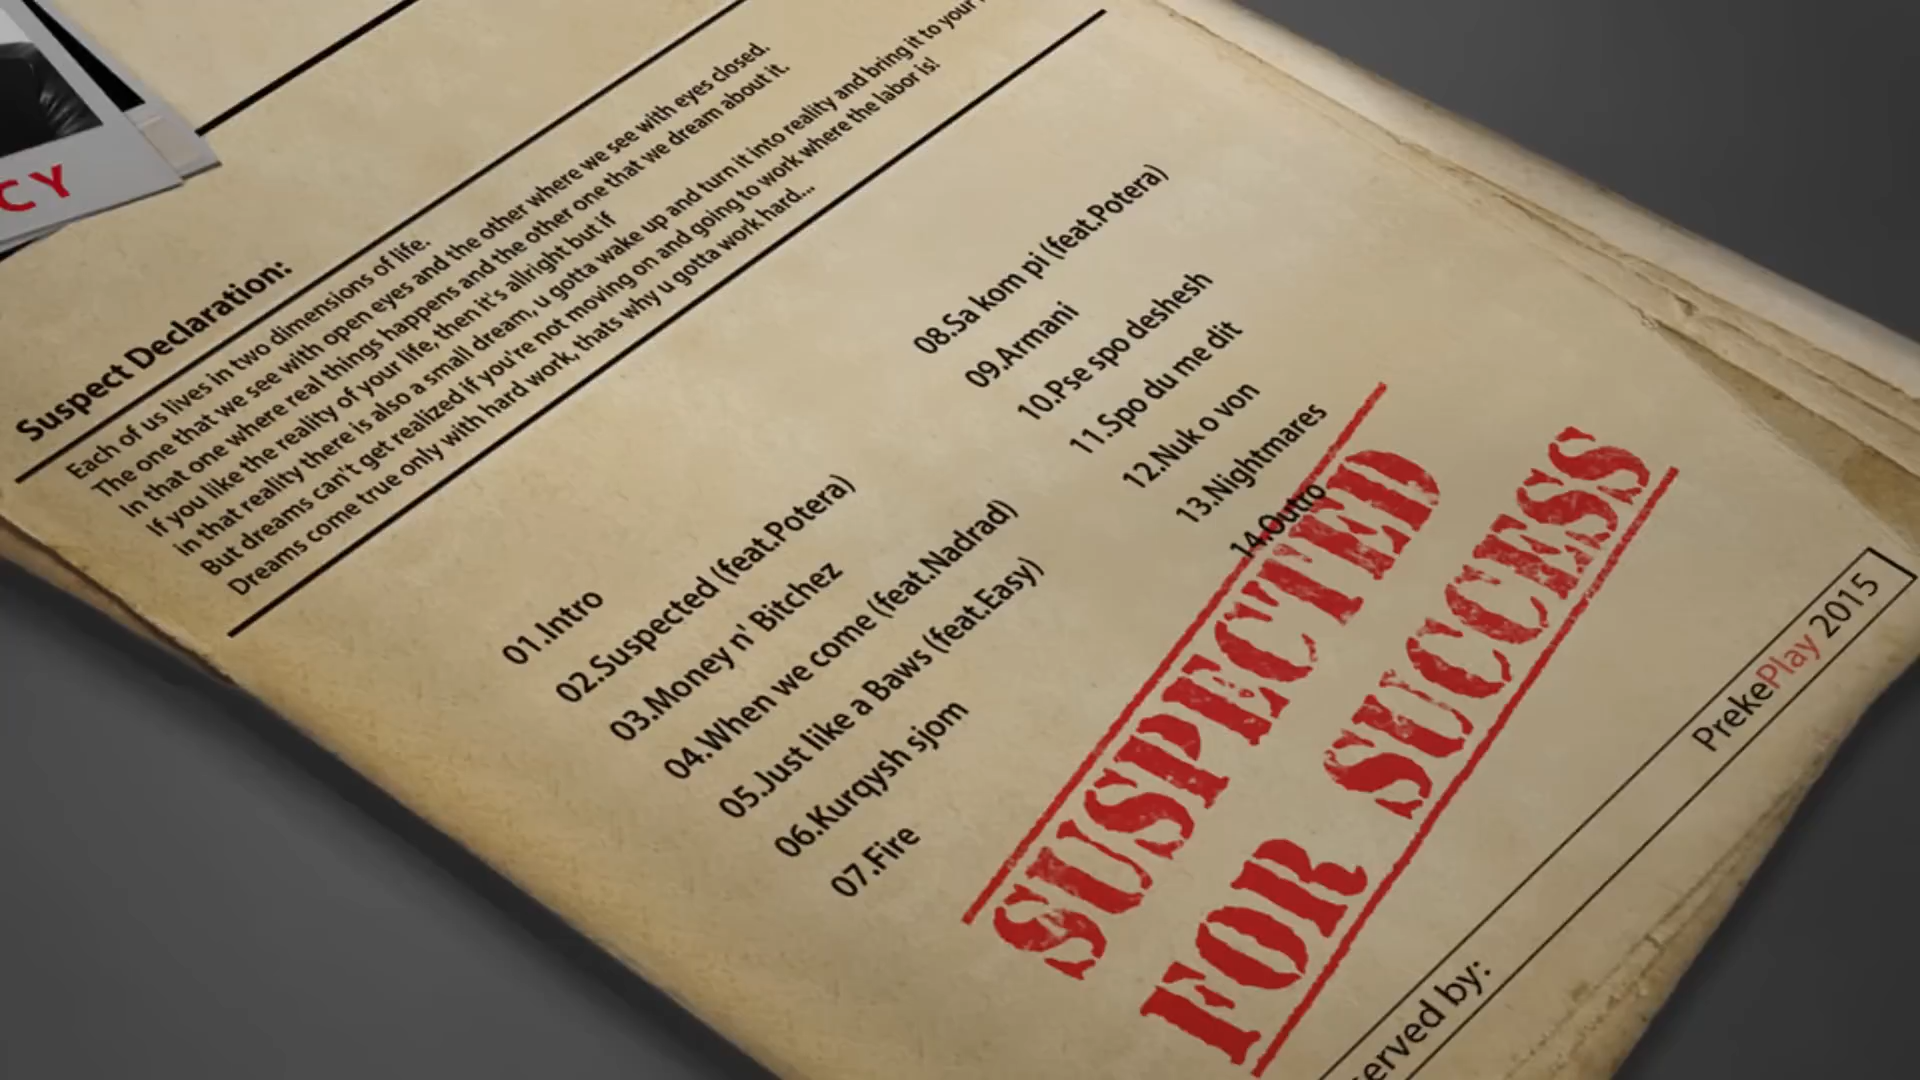 CY
Suspect Declaration:
Each of us lives in two dimensions of life.
The one that we see with open eyes and the other where we see with eyes closed.
In that one where real things happens and the other one that we dream about it.
If you like the reality of your life, then it's allright but if
in that reality there is also a small dream, u gotta wake up and turn it into reality and bring it to your
But dreams can't get realized if you're not moving on and going to work where the labor is!
Dreams come true only with hard work, thats why u gotta work hard...
01.Intro
02.Suspected (feat.Potera)
03.Money n' Bitchez
04.When we come (feat.Nadrad)
05.Just like a Baws (feat.Easy)
06.Kurqysh sjom
07.Fire
08.Sa kom pi (feat.Potera)
09.Armani
10.Pse spo deshesh
11.Spo du me dit
12.Nuk o von
13.Nightmares
14.Outro
SUSPECTED
FOR SUCCESS
served by:
PrekePlay 2015